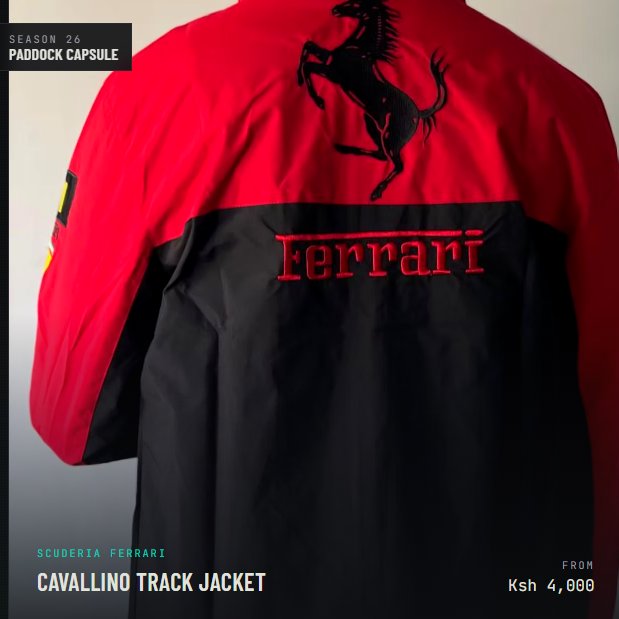 SEASON 26
PADDOCK CAPSULE
Ferrari
SCUDERIA FERRARI
CAVALLINO TRACK JACKET
FROM
Ksh 4,000